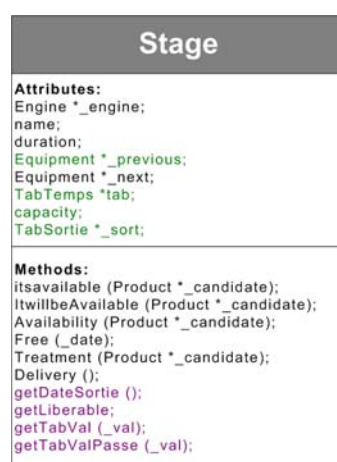 Stage
Attributes:
Engine *_engine;
name;
duration;
Equipment *_previous;
Equipment *_next;
TabTemps *tab;
capacity;
TabSortie *_sort;
Methods:
itsavailable (Product *_candidate);
ItwillbeAvailable (Product *_candidate);
Availability (Product *_candidate);
Free (_date);
Treatment (Product *_candidate);
Delivery ();
getDateSortie ();
getLiberable;
getTabVal (_val);
getTabValPasse (_val);